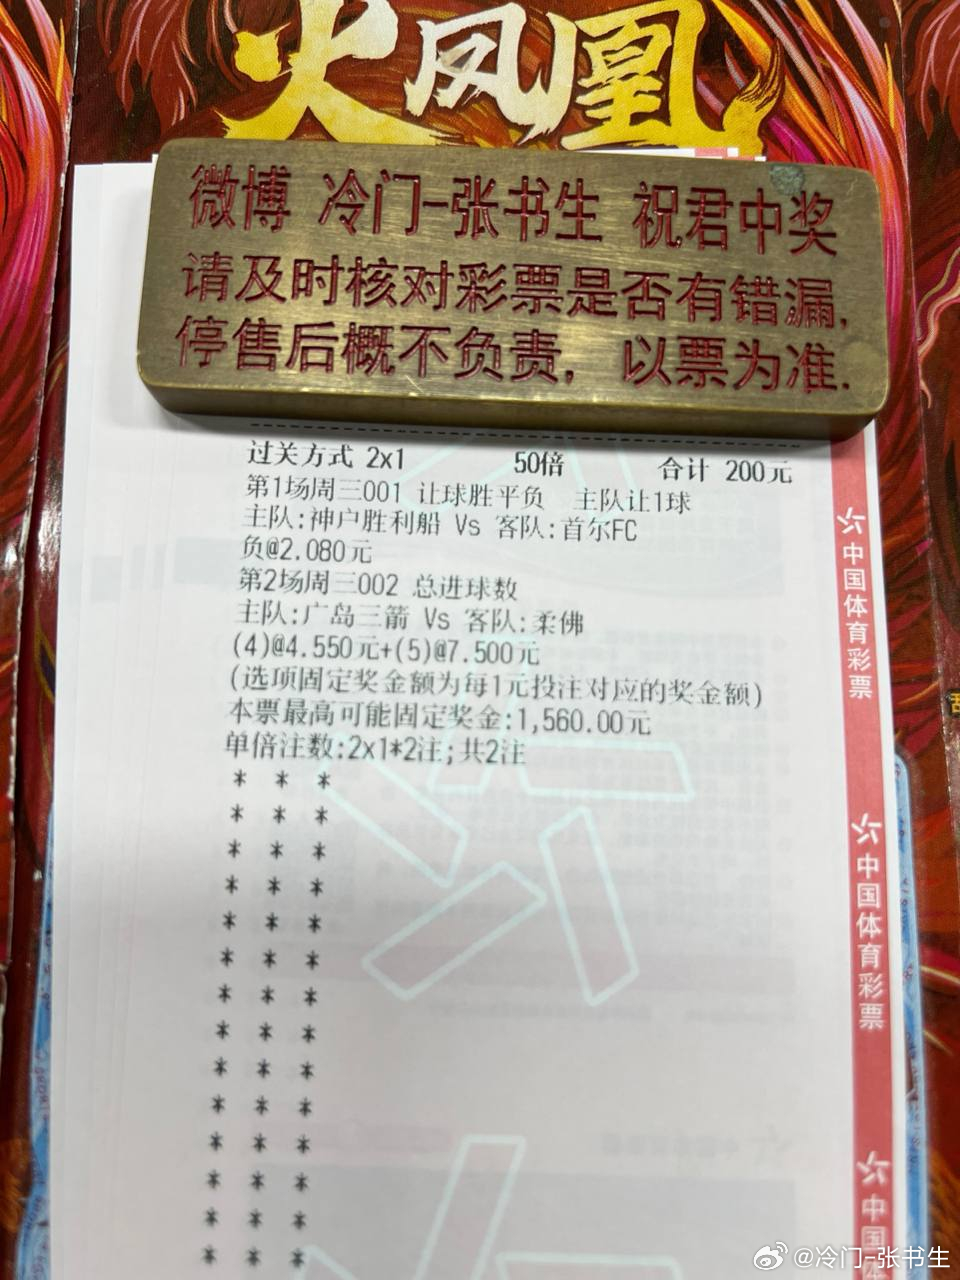 火凤凰
微博 冷门-张书生 祝君中奖
请及时核对彩票是否有错漏,
停售后概不负责, 以票为准.
过关方式 2x1 50倍 合计 200元
第1场周三001 让球胜平负 主队让1球
主队:神户胜利船 Vs 客队:首尔FC
负@2.080元
第2场周三002 总进球数
主队:广岛三箭 Vs 客队:柔佛
(4)@4.550元+(5)@7.500元
(选项固定奖金额为每1元投注对应的奖金额)
本票最高可能固定奖金:1,560.00元
单倍注数:2x1*2注;共2注
* * *
* * *
* * *
* * *
* * *
* * *
* * *
* * *
* * *
* * *
* * *
* * *
* * *
* * *
中国体育彩票
中国体育彩票
中国体
@冷门-张书生